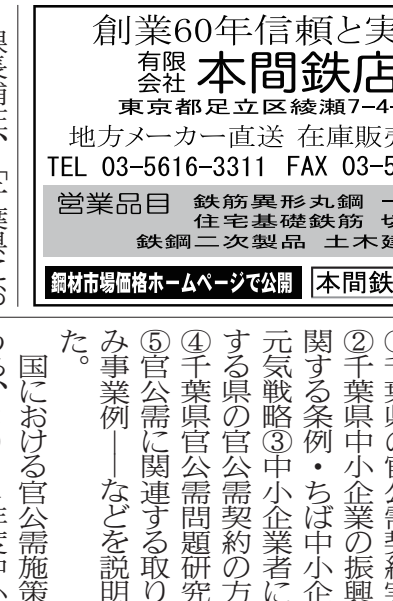 創業60年信頼と実
有限会社 本間鉄店
東京都足立区綾瀬7-4-
地方メーカー直送 在庫販売
TEL 03-5616-3311 FAX 03-5
営業品目 鉄筋異形丸鋼 一
住宅基礎鉄筋 切
鉄鋼二次製品 土木建
鋼材市場価格ホームページで公開 本間鉄
②千葉県中小企業の振興
関する条例・ちば中小企
元気戦略③中小企業者に
する県の官公需契約の方
④千葉県官公需問題研究
⑤官公需に関連する取り
み事業例――などを説明
た。
国における官公需施策